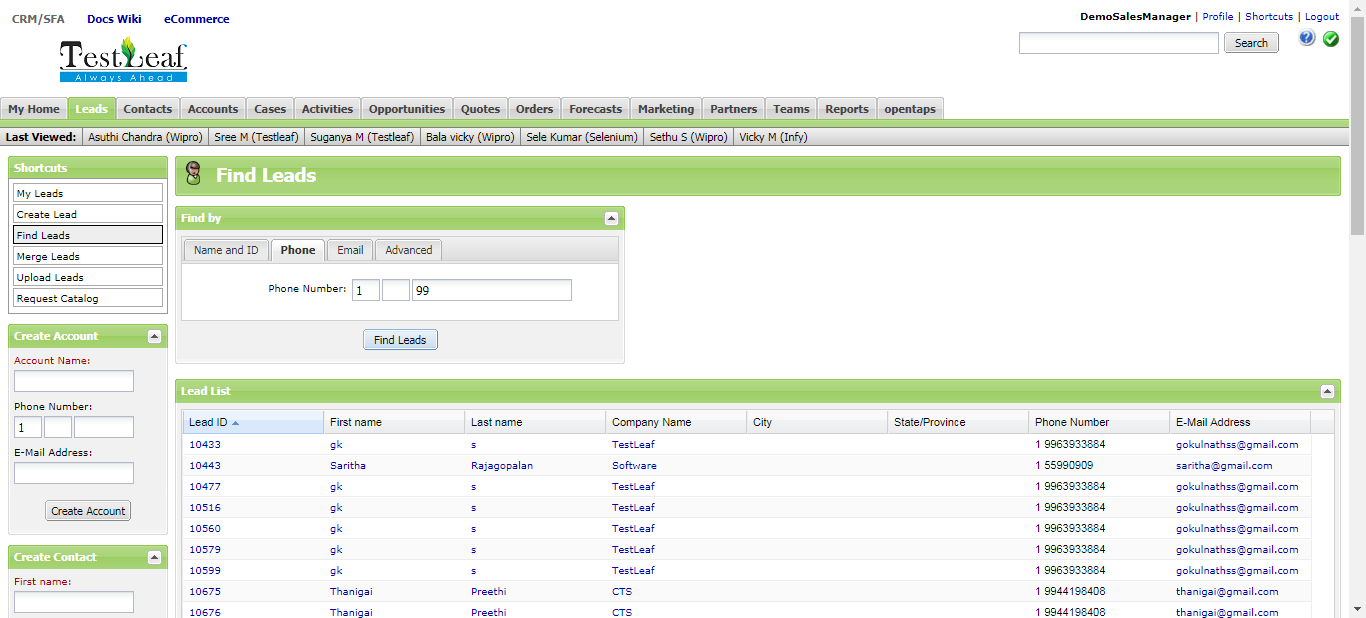 CRM/SFA Docs Wiki eCommerce
DemoSalesManager | Profile | Shortcuts | Logout
TestLeaf
Always Ahead
Search
?
My Home Leads Contacts Accounts Cases Activities Opportunities Quotes Orders Forecasts Marketing Partners Teams Reports opentaps
Last Viewed: Asuthi Chandra (Wipro) Sree M (Testleaf) Suganya M (Testleaf) Bala vicky (Wipro) Sele Kumar (Selenium) Sethu S (Wipro) Vicky M (Infy)
Shortcuts
My Leads
Create Lead
Find Leads
Merge Leads
Upload Leads
Request Catalog
Create Account
Account Name:
Phone Number:
1
E-Mail Address:
Create Account
Create Contact
First name:
Find Leads
Find by
Name and ID Phone Email Advanced
Phone Number: 1 99
Find Leads
Lead List
Lead ID First name Last name Company Name City State/Province Phone Number E-Mail Address
10433 gk s TestLeaf 1 9963933884 gokulnathss@gmail.com
10443 Saritha Rajagopalan Software 1 55990909 saritha@gmail.com
10477 gk s TestLeaf 1 9963933884 gokulnathss@gmail.com
10516 gk s TestLeaf 1 9963933884 gokulnathss@gmail.com
10560 gk s TestLeaf 1 9963933884 gokulnathss@gmail.com
10579 gk s TestLeaf 1 9963933884 gokulnathss@gmail.com
10599 gk s TestLeaf 1 9963933884 gokulnathss@gmail.com
10675 Thanigai Preethi CTS 1 9944198408 thanigai@gmail.com
10676 Thanigai Preethi CTS 1 9944198408 thanigai@gmail.com